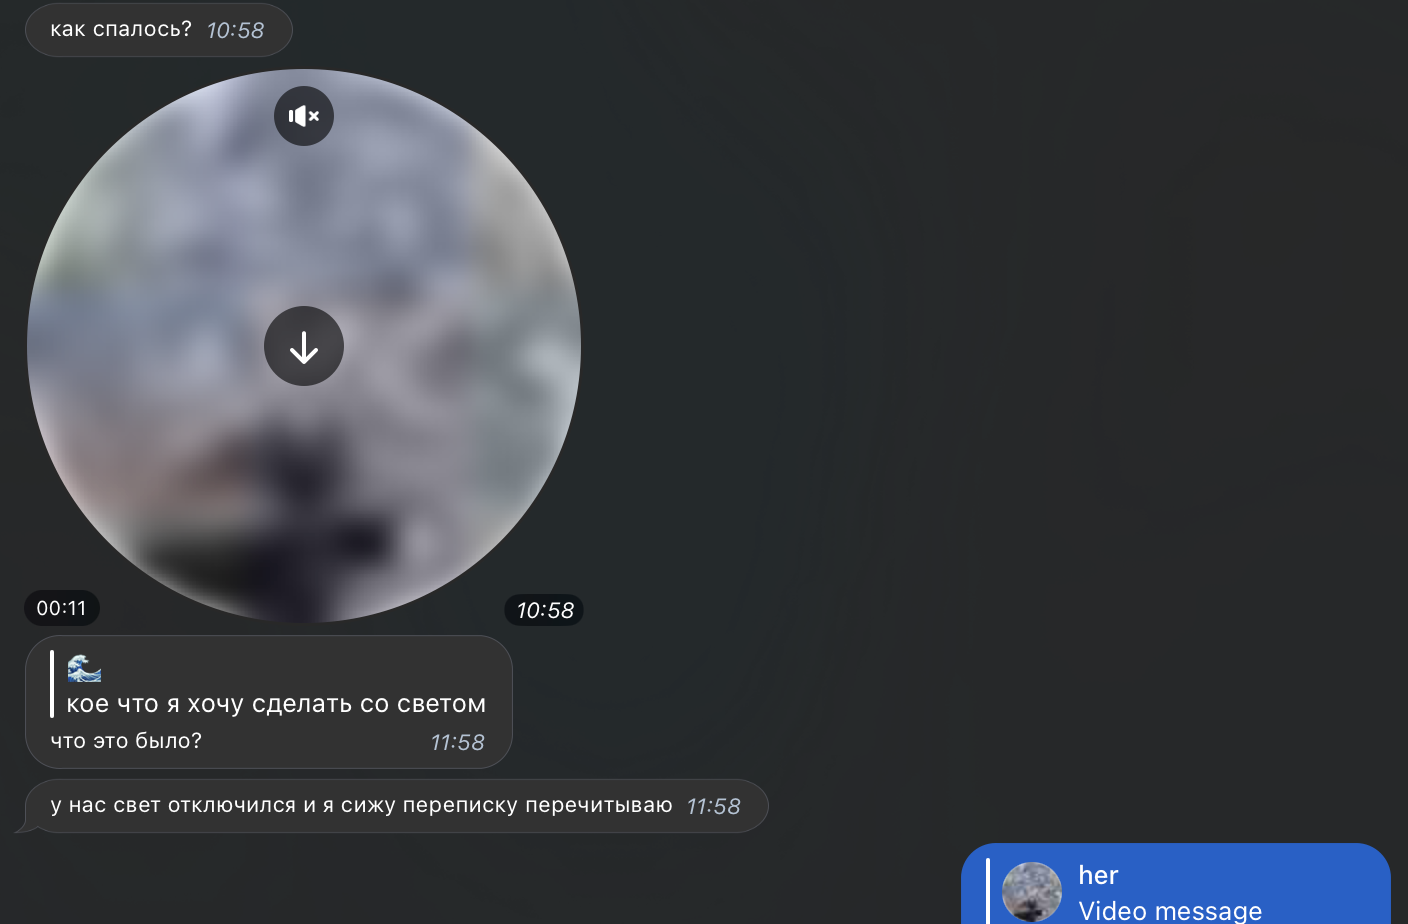 как спалось? 10:58
00:11 10:58
🌊
кое что я хочу сделать со светом
что это было? 11:58
у нас свет отключился и я сижу переписку перечитываю 11:58
her
Video message